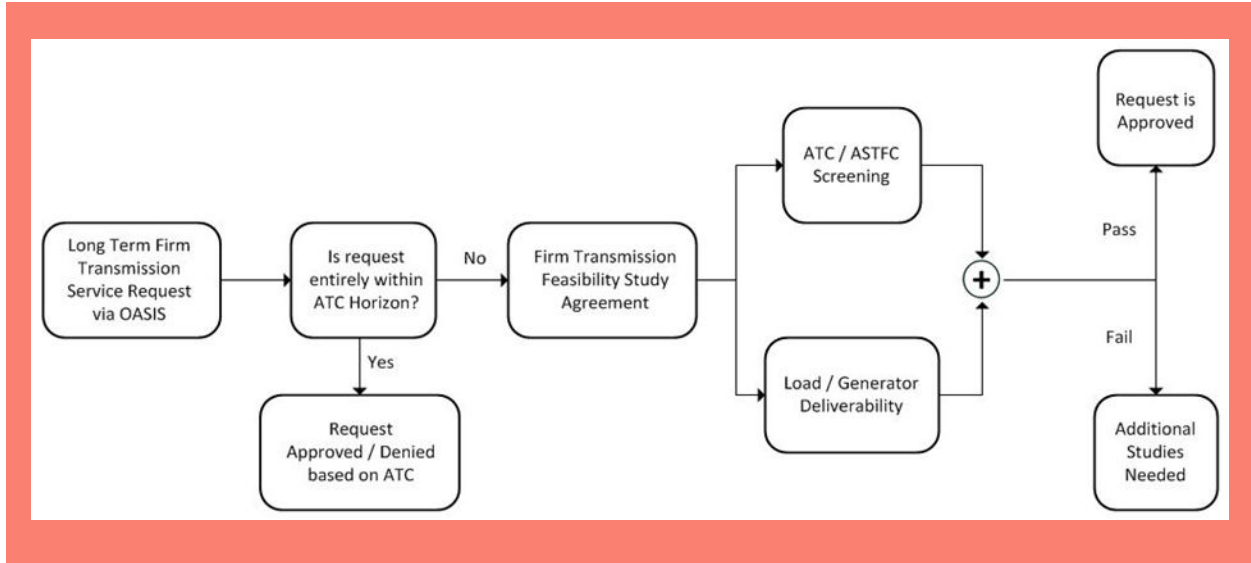 Long Term Firm
Transmission
Service Request
via OASIS
Is request
entirely within
ATC Horizon?
No
Yes
Request
Approved / Denied
based on ATC
Firm Transmission
Feasibility Study
Agreement
ATC / ASTFC
Screening
Load / Generator
Deliverability
+
Pass
Fail
Request is
Approved
Additional
Studies
Needed